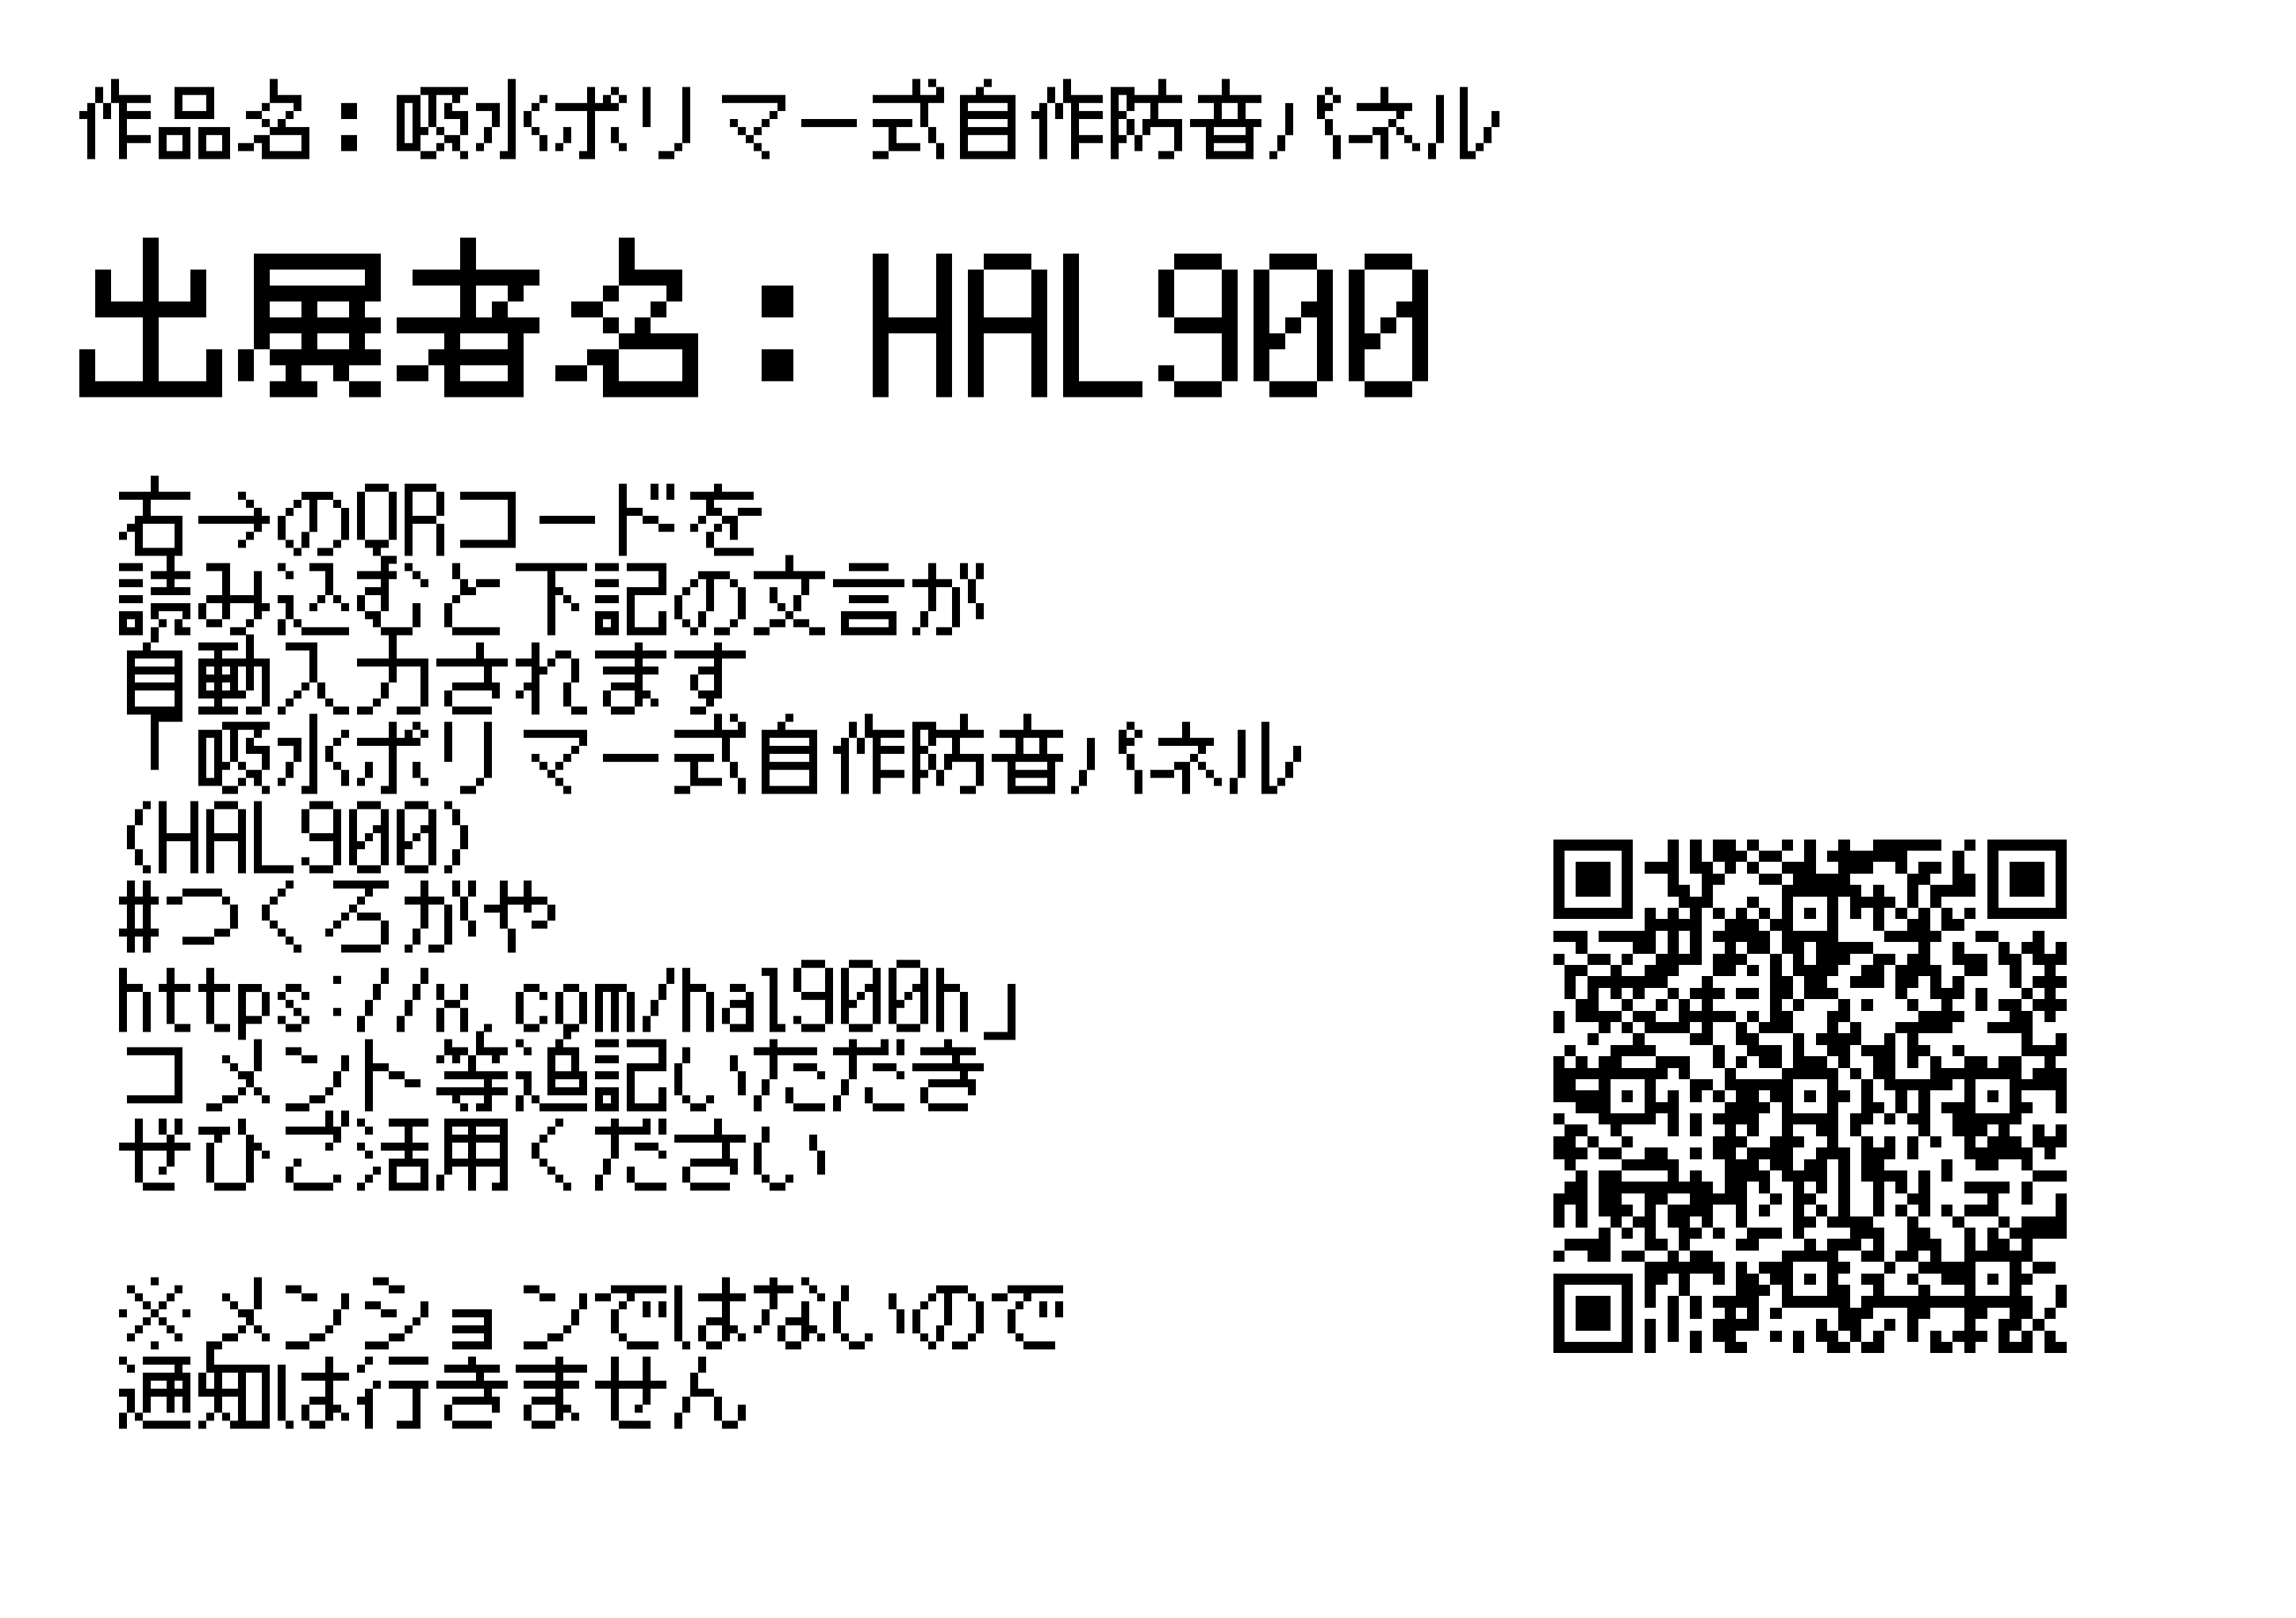 作品名：吸水ポリマー式自作防音パネル
出展者名：HAL900
右→のQRコードを
読み込むと下記の文言が
自動入力されます
「吸水ポリマー式自作防音パネル
(HAL900)
#つくろがや
https://x.com/hal900h」
コメント等追記いただき
ぜひご活用ください
※メンションではないので
通知は行きません。